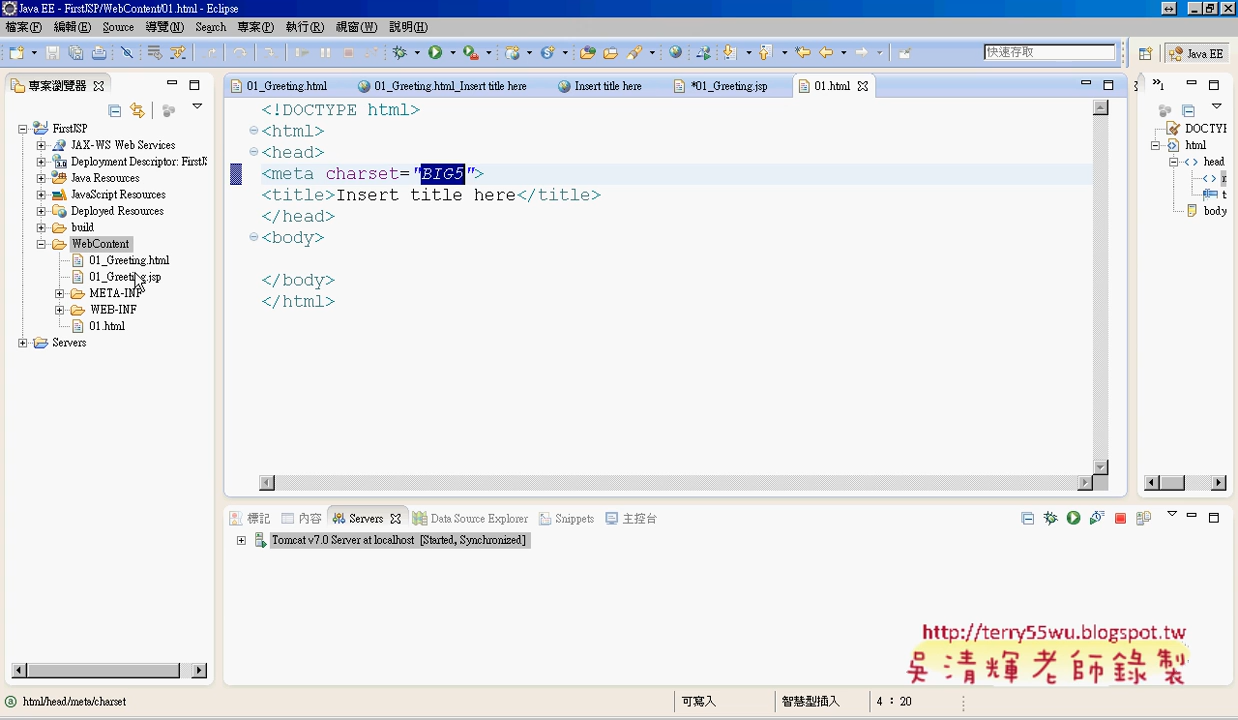 Java EE - FirstJSP/WebContent/01.html - Eclipse
檔案(F) 編輯(E) Source 導覽(N) Search 專案(P) 執行(R) 視窗(W) 說明(H)
快速存取
Java EE
專案瀏覽器
FirstJSP
JAX-WS Web Services
Deployment Descriptor: FirstJS
Java Resources
JavaScript Resources
Deployed Resources
build
WebContent
01_Greeting.html
01_Greeting.jsp
META-INF
WEB-INF
01.html
Servers
01_Greeting.html 01_Greeting.html_Insert title here Insert title here *01_Greeting.jsp 01.html
<!DOCTYPE html>
<html>
<head>
<meta charset="BIG5">
<title>Insert title here</title>
</head>
<body>
</body>
</html>
1
DOCTYI
html
head
t
body
標記 內容 Servers Data Source Explorer Snippets 主控台
Tomcat v7.0 Server at localhost [Started, Synchronized]
http://terry55wu.blogspot.tw
吳清輝老師錄製
html/head/meta/charset
可寫入
智慧型插入
4 : 20